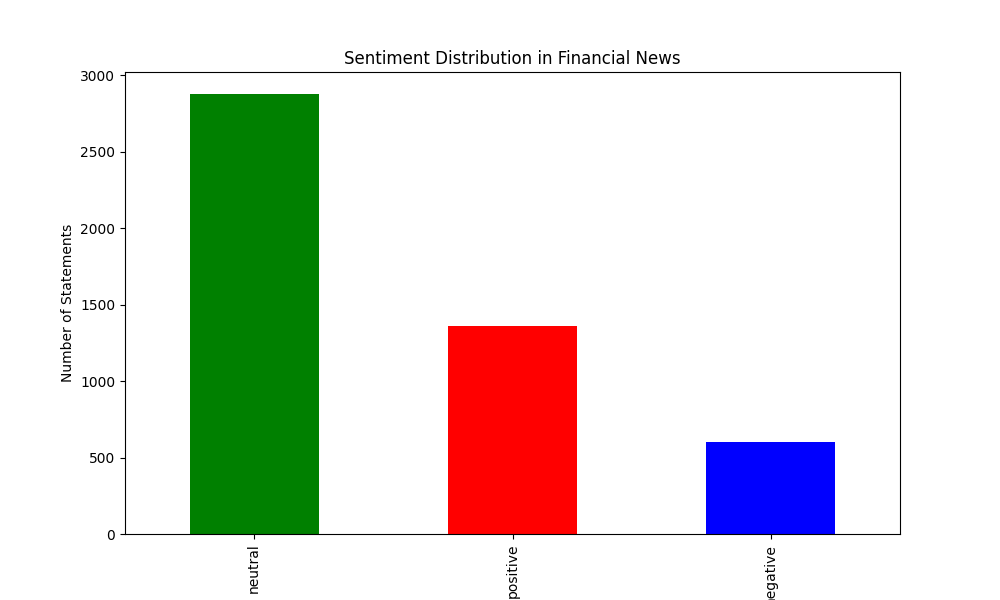 Sentiment Distribution in Financial News
Number of Statements
3000
2500
2000
1500
1000
500
0
neutral
positive
egative